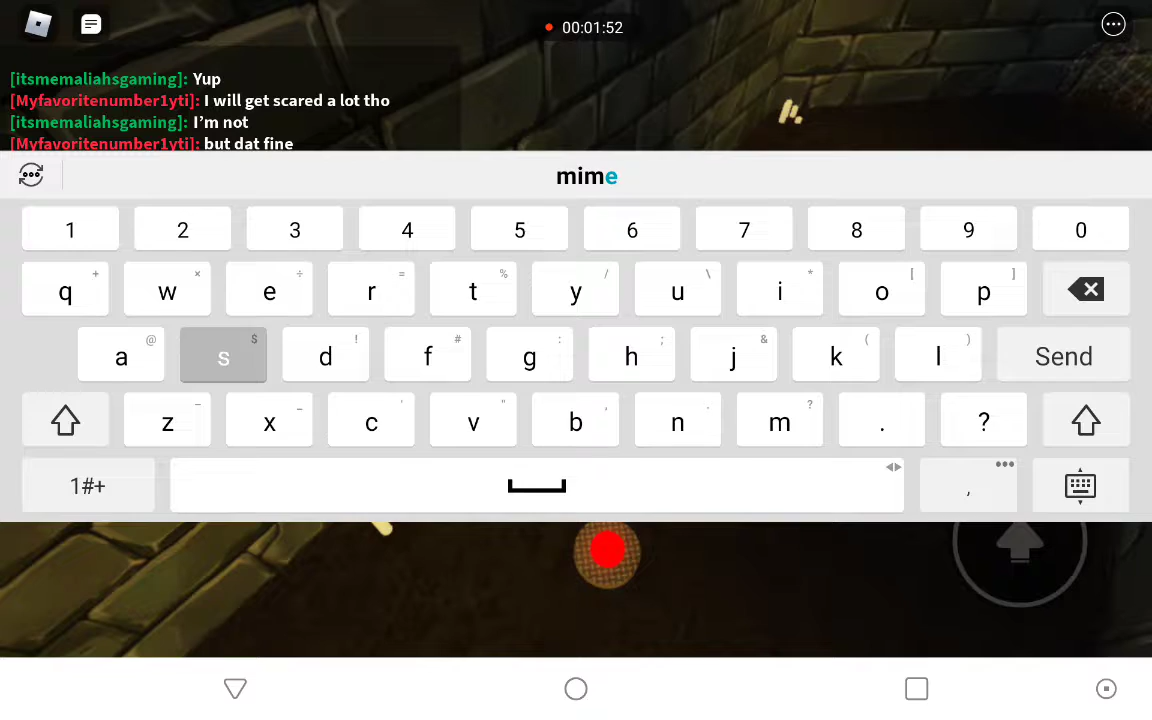 00:01:52
[itsmemaliahsgaming]: Yup
[Myfavoritenumber1yti]: I will get scared a lot tho
[itsmemaliahsgaming]: I’m not
[Myfavoritenumber1yti]: but dat fine
mime
1 2 3 4 5 6 7 8 9 0
+ × ÷ = % / \ * [ ]
q w e r t y u i o p
@ $ ! # : ; & ( )
a s d f g h j k l Send
- _ ' " , . ?
z x c v b n m . ?
1#+ ,